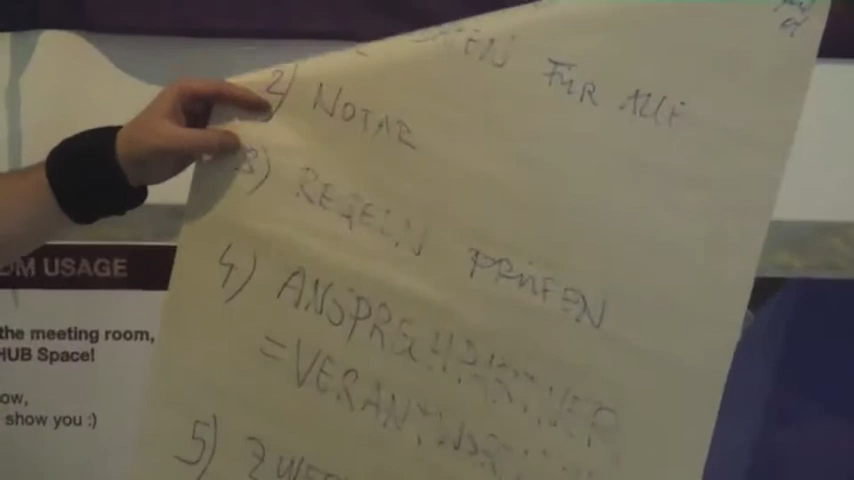 FÜR ALLE
2) NOTAR
3) REGELN PRÜFEN
4) ANSPRECHPARTNER
= VERANTWORT
5)
OM USAGE
the meeting room,
HUB Space!
ow,
show you :)